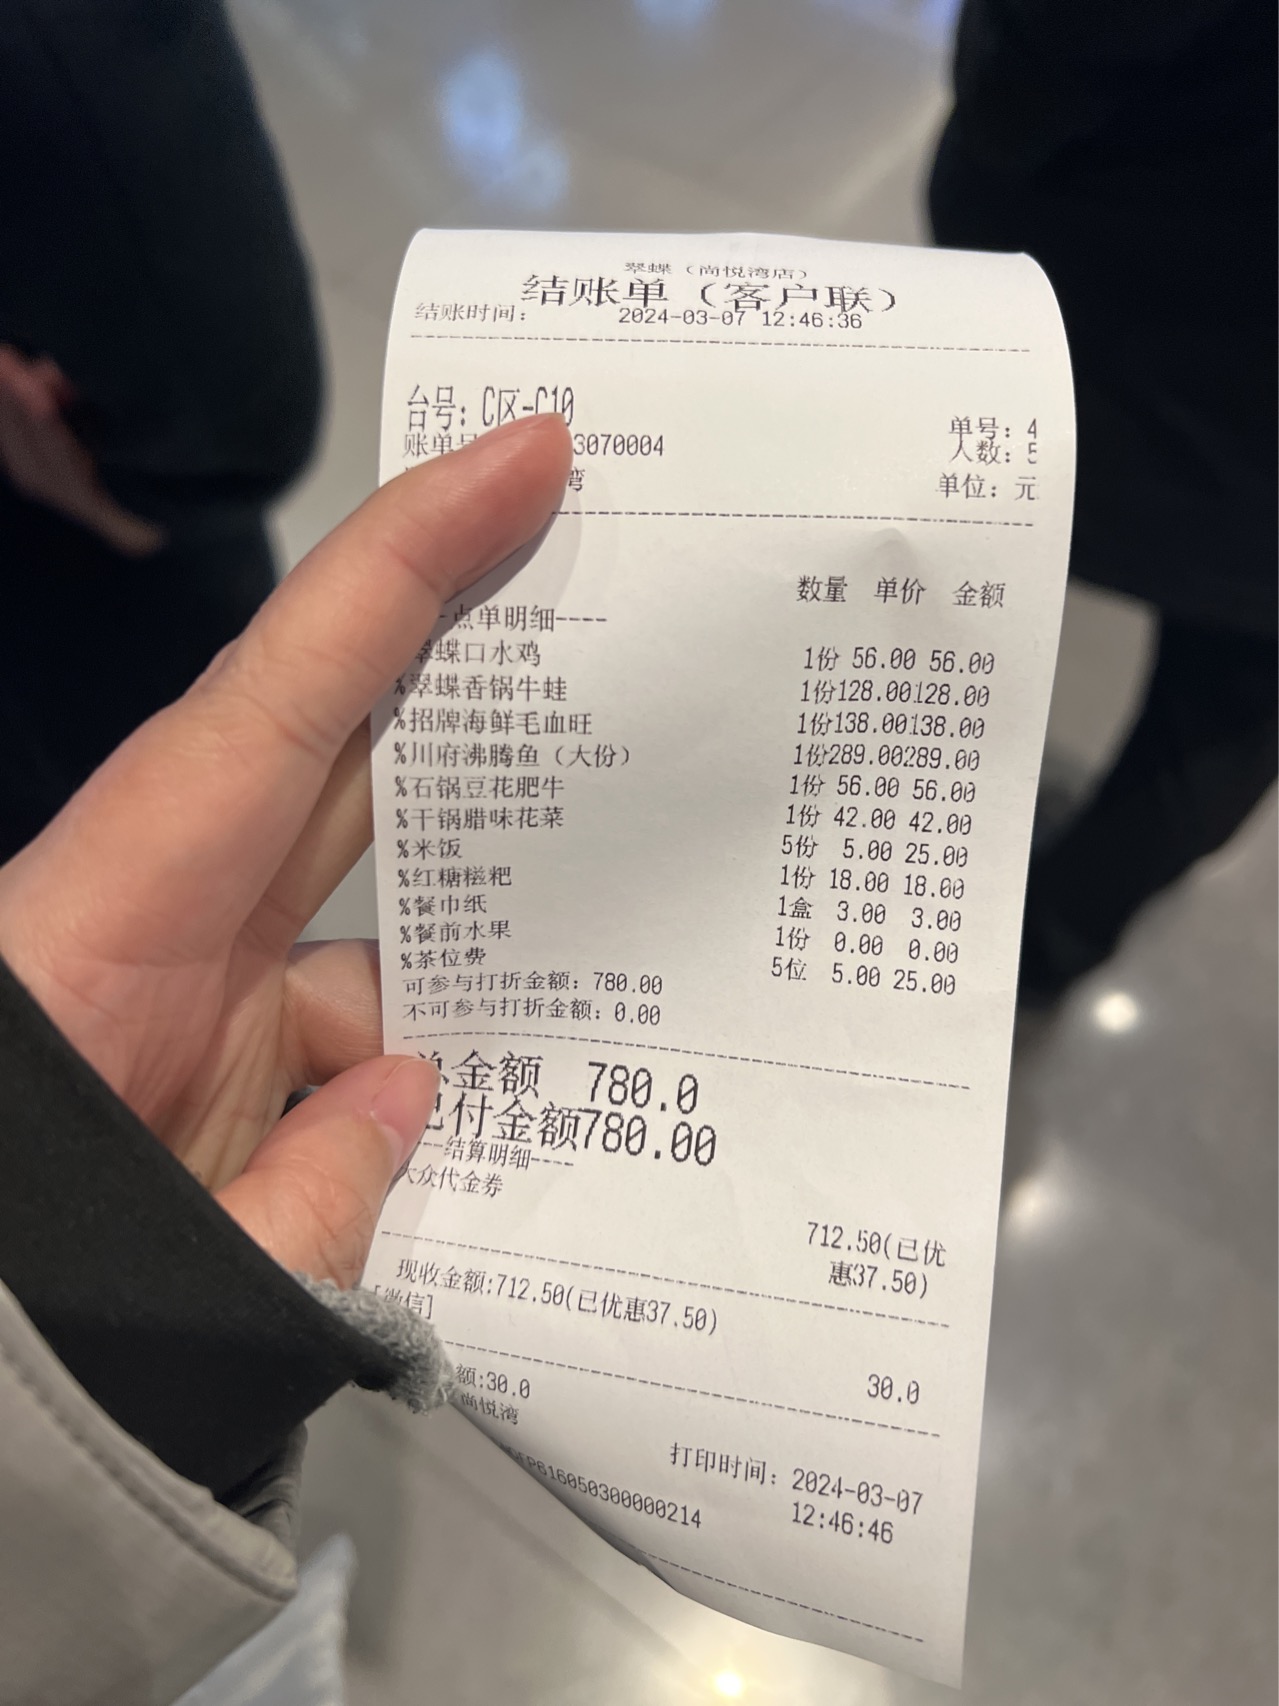 翠蝶（尚悦湾店）
结账单（客户联）
结账时间： 2024-03-07 12:46:36
台号：C区-C10
单号：4
账单号 3070004
人数：5
湾
单位：元
数量 单价 金额
点单明细----
翠蝶口水鸡 1份 56.00 56.00
%翠蝶香锅牛蛙 1份128.00128.00
%招牌海鲜毛血旺 1份138.00138.00
%川府沸腾鱼（大份） 1份289.00289.00
%石锅豆花肥牛 1份 56.00 56.00
%干锅腊味花菜 1份 42.00 42.00
%米饭 5份 5.00 25.00
%红糖糍粑 1份 18.00 18.00
%餐巾纸 1盒 3.00 3.00
%餐前水果 1份 0.00 0.00
%茶位费 5位 5.00 25.00
可参与打折金额：780.00
不可参与打折金额：0.00
总金额 780.0
已付金额780.00
----结算明细----
大众代金券
712.50(已优
惠37.50)
现收金额:712.50(已优惠37.50)
[微信]
30.0
额:30.0
尚悦湾
打印时间：2024-03-07
12:46:46
P616050300000214